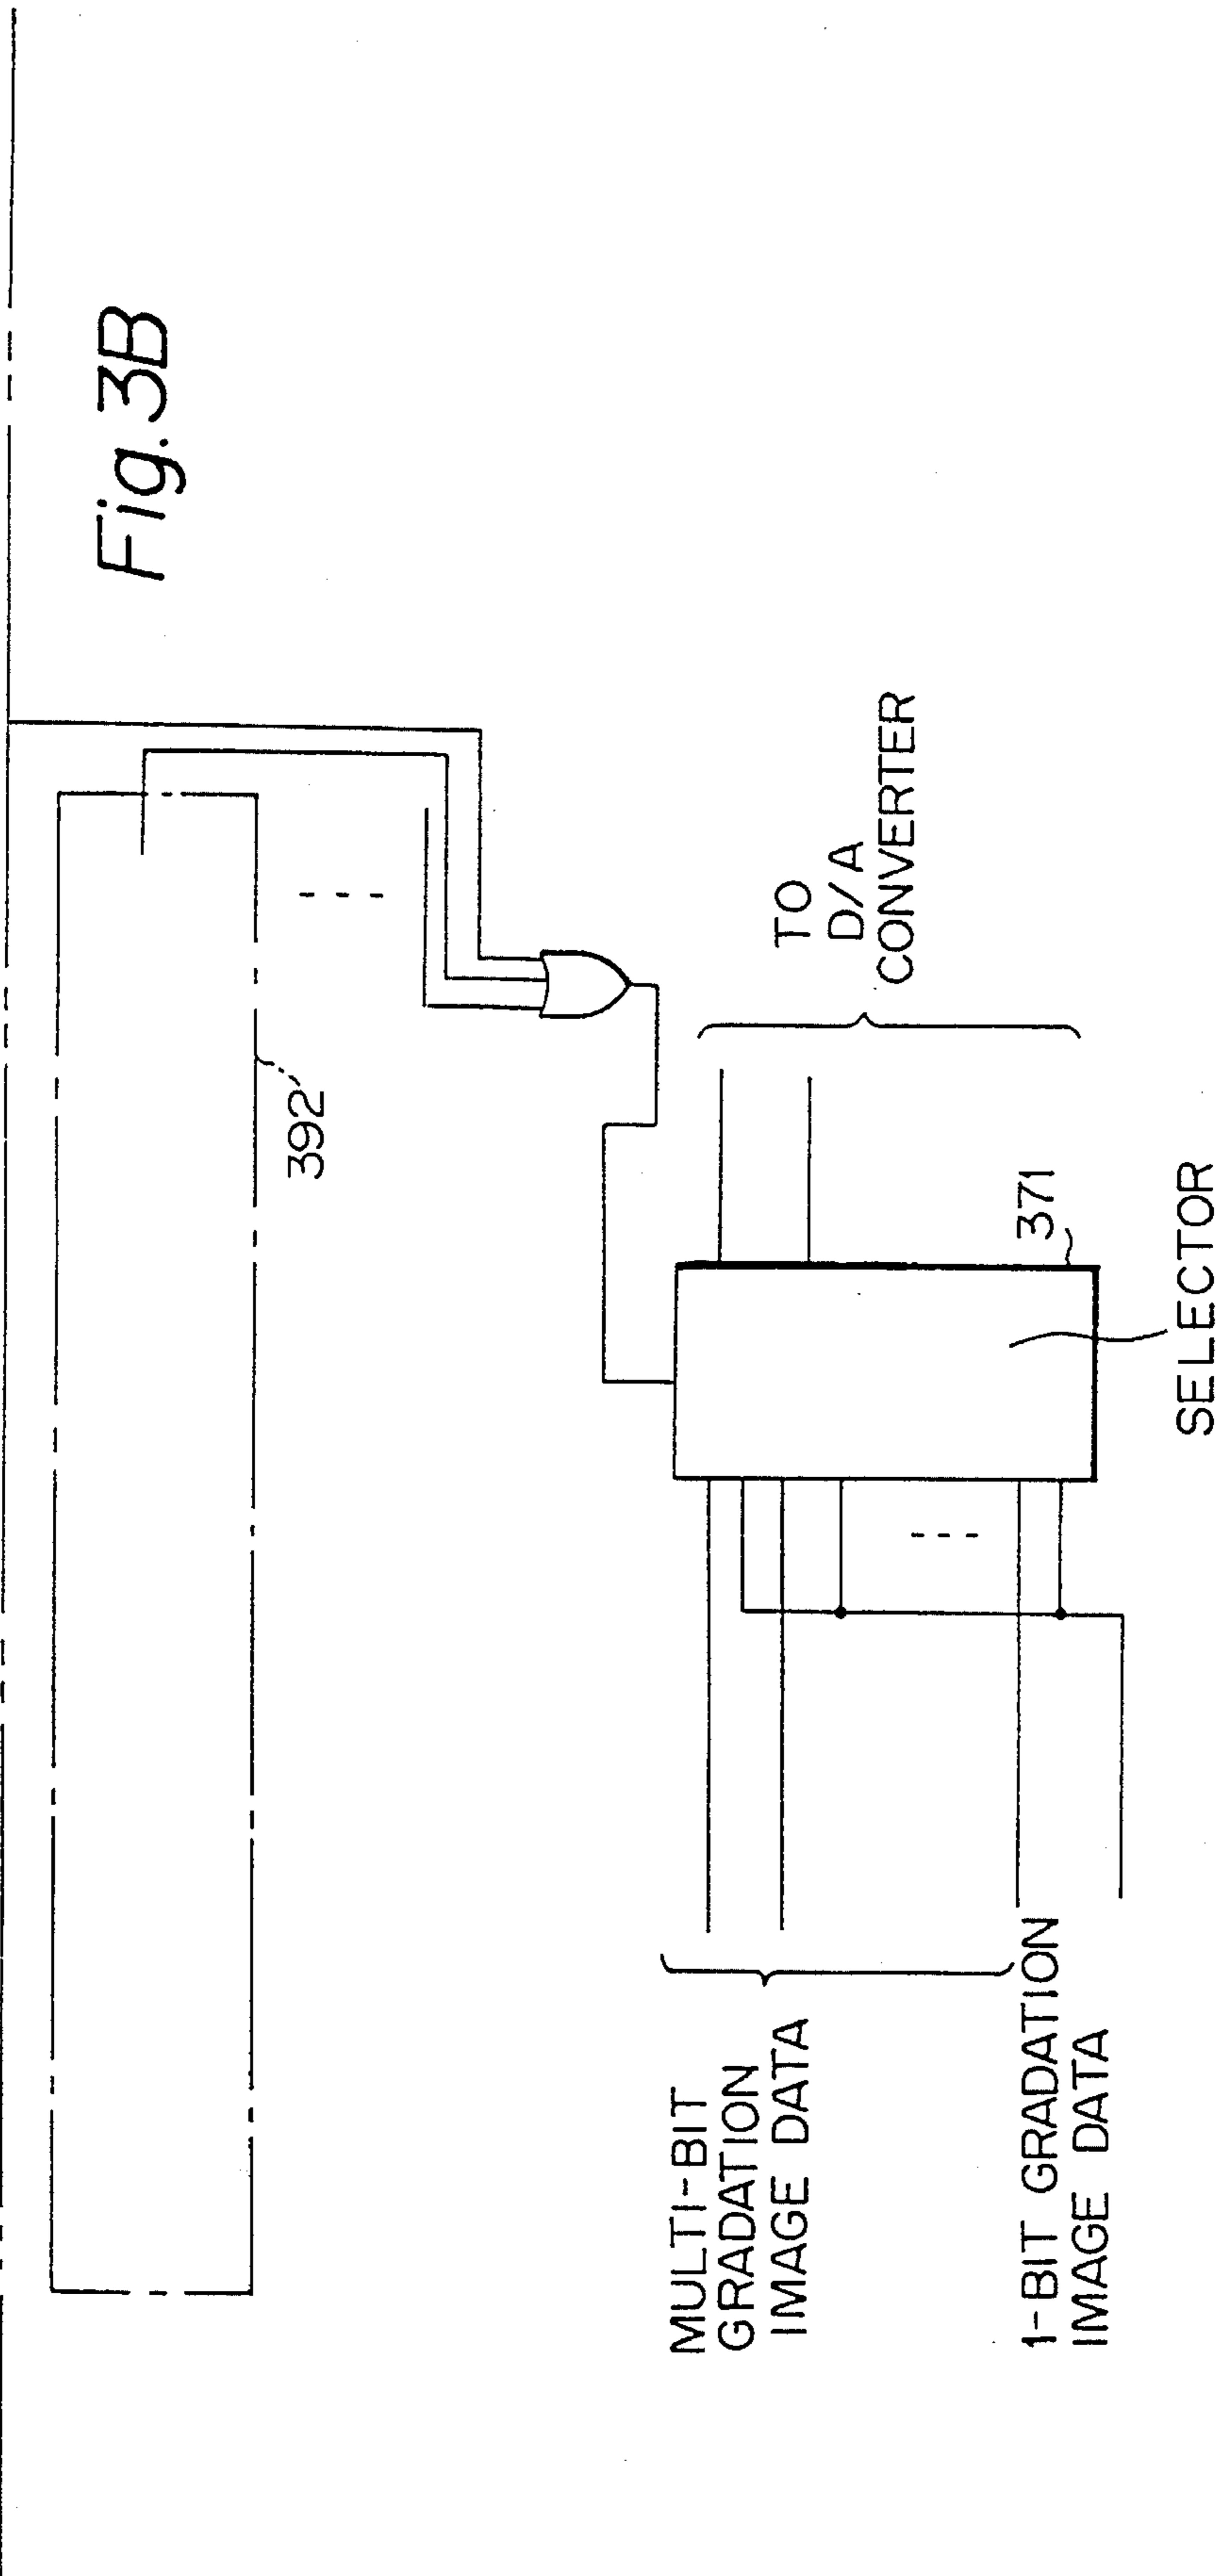 Fig.3B
392
TO
D/A
CONVERTER
371
SELECTOR
MULTI-BIT
GRADATION
IMAGE DATA
1-BIT GRADATION
IMAGE DATA